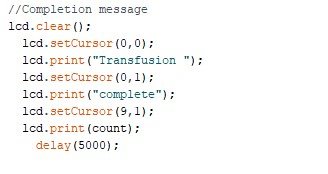 //Completion message
lcd.clear();
lcd.setCursor(0,0);
lcd.print("Transfusion ");
lcd.setCursor(0,1);
lcd.print("complete");
lcd.setCursor(9,1);
lcd.print(count);
delay(5000);